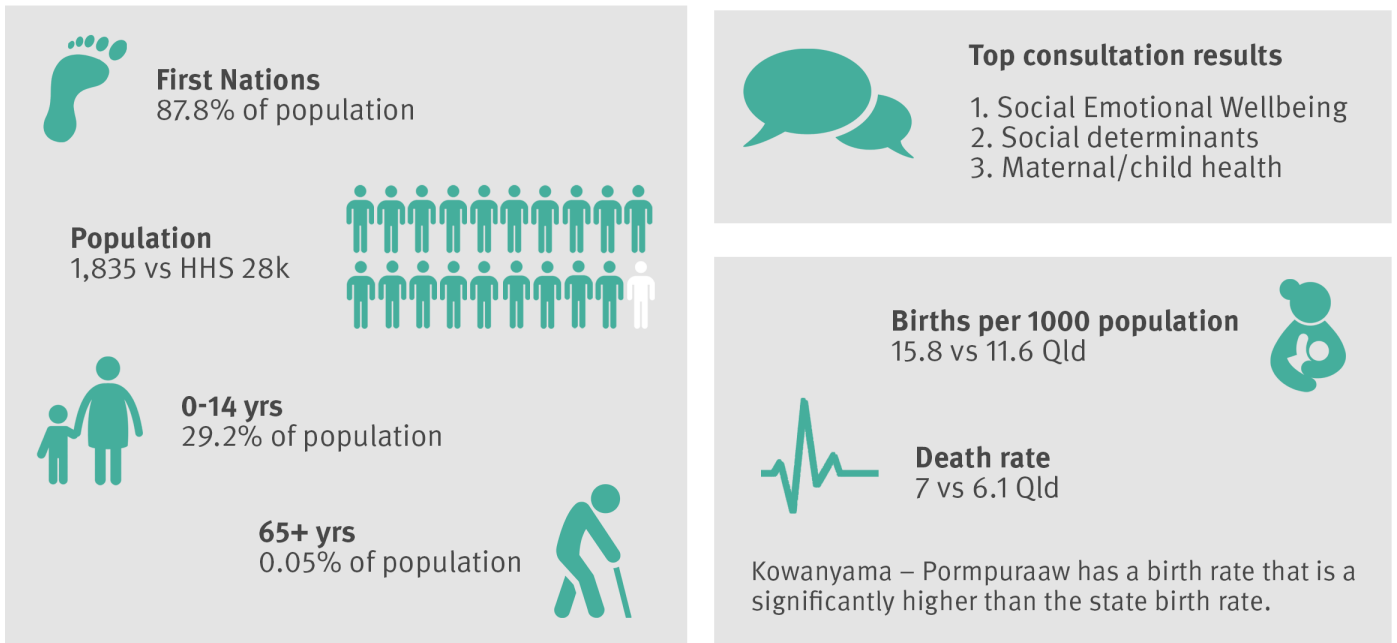 First Nations
87.8% of population
Population
1,835 vs HHS 28k
0-14 yrs
29.2% of population
65+ yrs
0.05% of population
Top consultation results
1. Social Emotional Wellbeing
2. Social determinants
3. Maternal/child health
Births per 1000 population
15.8 vs 11.6 Qld
Death rate
7 vs 6.1 Qld
Kowanyama – Pormpuraaw has a birth rate that is a
significantly higher than the state birth rate.